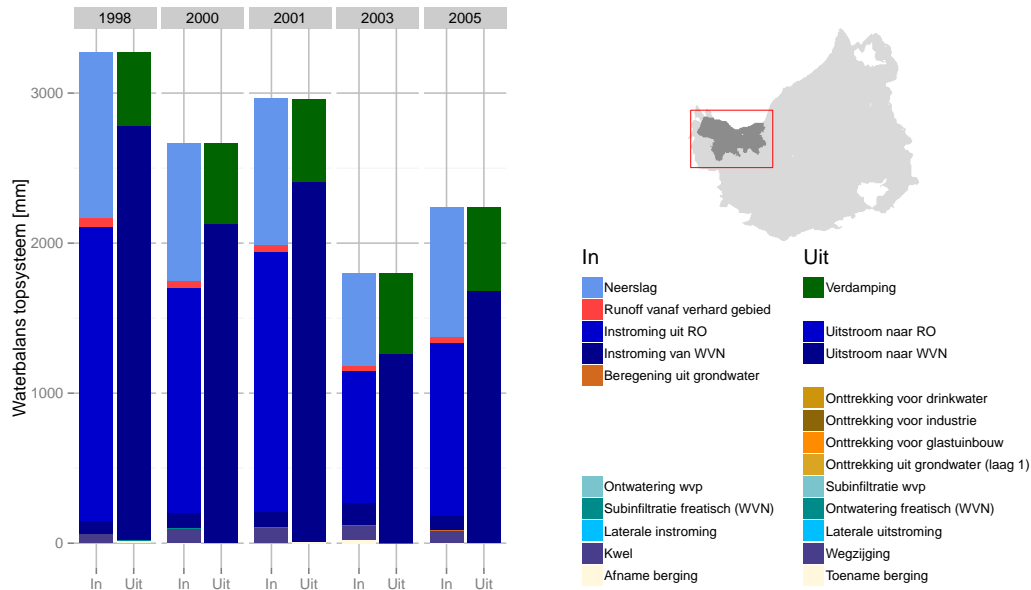 1998 2000 2001 2003 2005
Waterbalans topsysteem [mm]
3000
2000
1000
0
In Uit In Uit In Uit In Uit In Uit
In
Neerslag
Runoff vanaf verhard gebied
Instroming uit RO
Instroming van WVN
Beregening uit grondwater
Ontwatering wvp
Subinfiltratie freatisch (WVN)
Laterale instroming
Kwel
Afname berging
Uit
Verdamping
Uitstroom naar RO
Uitstroom naar WVN
Onttrekking voor drinkwater
Onttrekking voor industrie
Onttrekking voor glastuinbouw
Onttrekking uit grondwater (laag 1)
Subinfiltratie wvp
Ontwatering freatisch (WVN)
Laterale uitstroming
Wegzijging
Toename berging